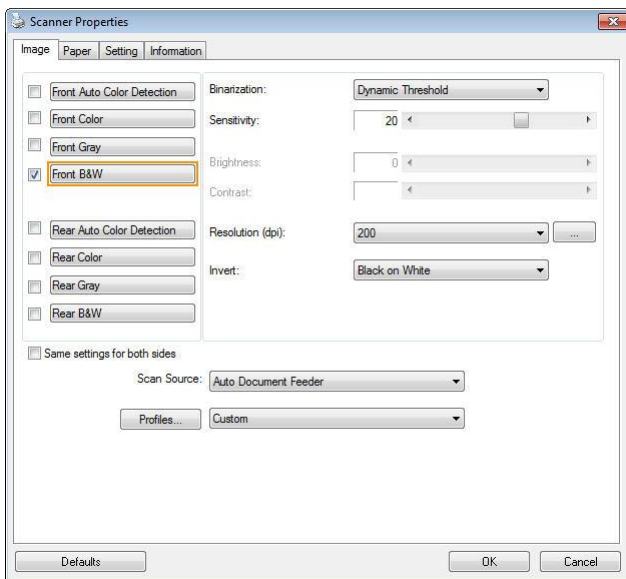 Scanner Properties
Image Paper Setting Information
Front Auto Color Detection
Front Color
Front Gray
Front B&W
Rear Auto Color Detection
Rear Color
Rear Gray
Rear B&W
Binarization: Dynamic Threshold
Sensitivity: 20
Brightness: 0
Contrast:
Resolution (dpi): 200 ...
Invert: Black on White
Same settings for both sides
Scan Source: Auto Document Feeder
Profiles... Custom
Defaults OK Cancel